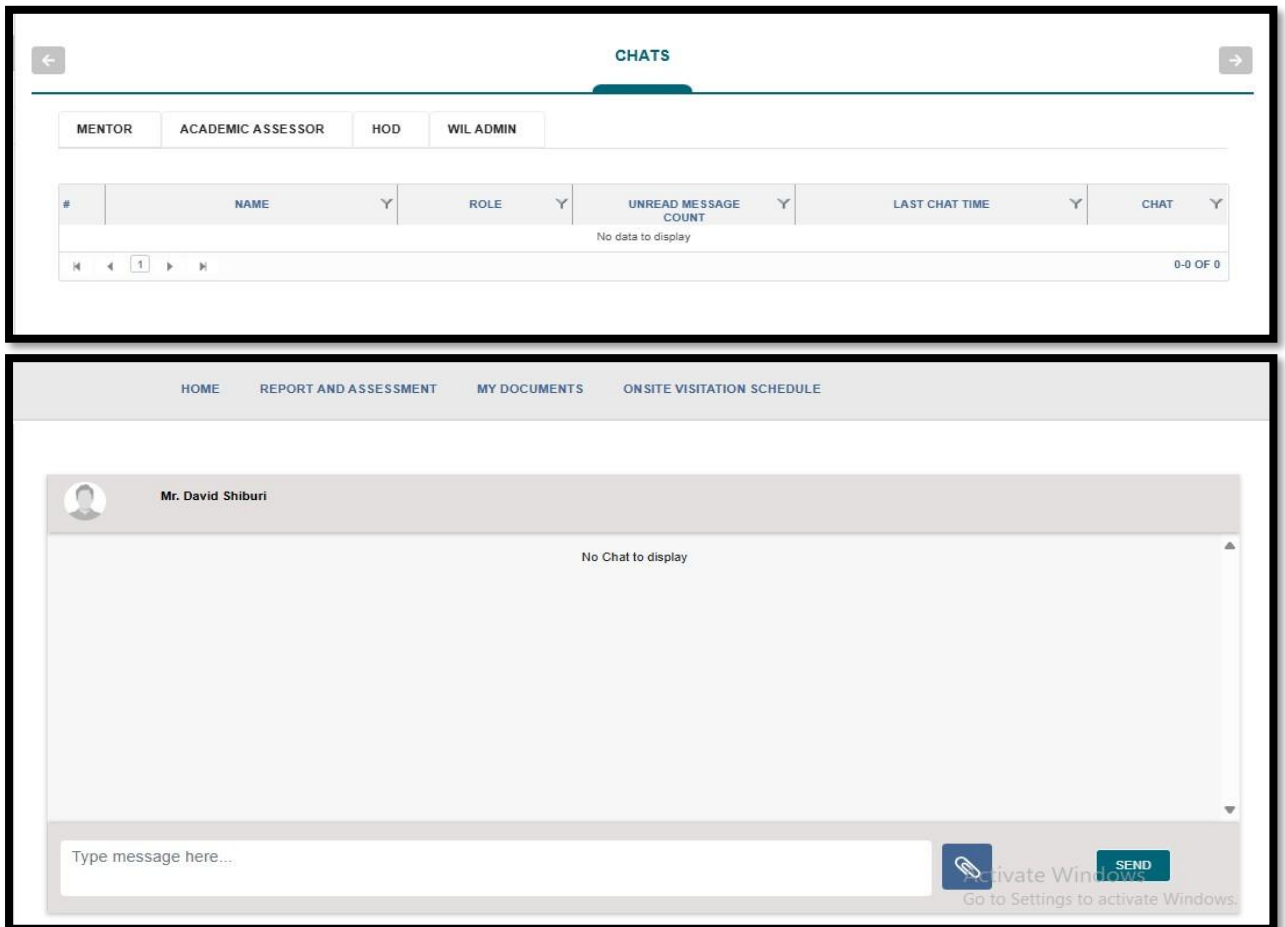 CHATS
MENTOR ACADEMIC ASSESSOR HOD WIL ADMIN
# NAME ROLE UNREAD MESSAGE COUNT LAST CHAT TIME CHAT
No data to display
1 0-0 OF 0
HOME REPORT AND ASSESSMENT MY DOCUMENTS ONSITE VISITATION SCHEDULE
Mr. David Shiburi
No Chat to display
Type message here...
SEND
Activate Windows
Go to Settings to activate Windows.